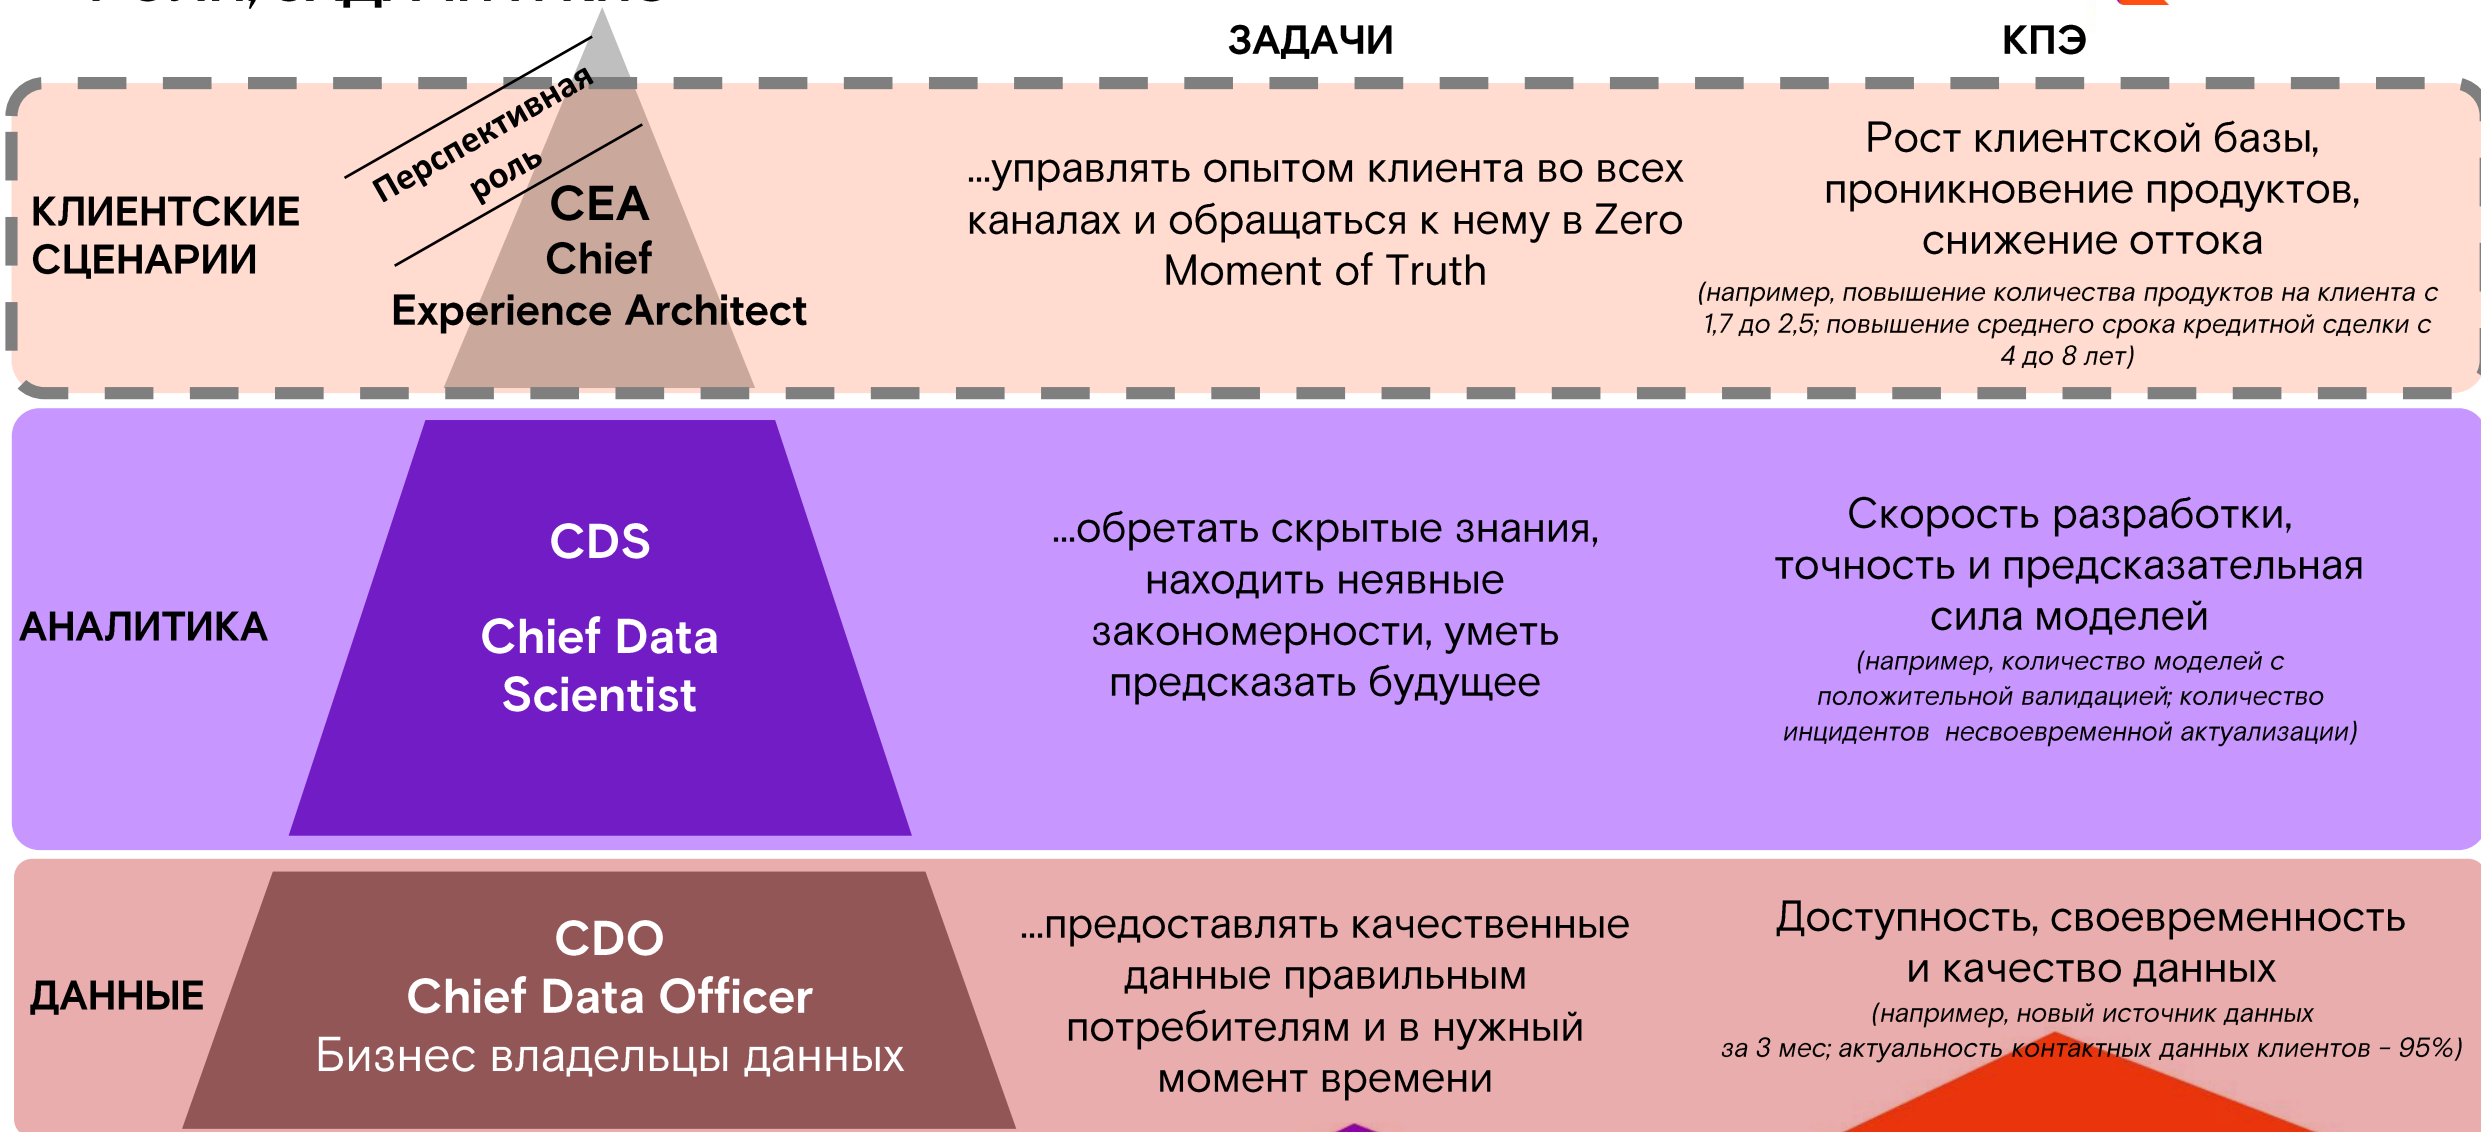 ЗАДАЧИ
КПЭ
Перспективная
роль
КЛИЕНТСКИЕ
СЦЕНАРИИ
CEA
Chief
Experience Architect
...управлять опытом клиента во всех
каналах и обращаться к нему в Zero
Moment of Truth
Рост клиентской базы,
проникновение продуктов,
снижение оттока
(например, повышение количества продуктов на клиента с
1,7 до 2,5; повышение среднего срока кредитной сделки с
4 до 8 лет)
АНАЛИТИКА
CDS
Chief Data
Scientist
...обретать скрытые знания,
находить неявные
закономерности, уметь
предсказать будущее
Скорость разработки,
точность и предсказательная
сила моделей
(например, количество моделей с
положительной валидацией; количество
инцидентов несвоевременной актуализации)
ДАННЫЕ
CDO
Chief Data Officer
Бизнес владельцы данных
...предоставлять качественные
данные правильным
потребителям и в нужный
момент времени
Доступность, своевременность
и качество данных
(например, новый источник данных
за 3 мес; актуальность контактных данных клиентов – 95%)